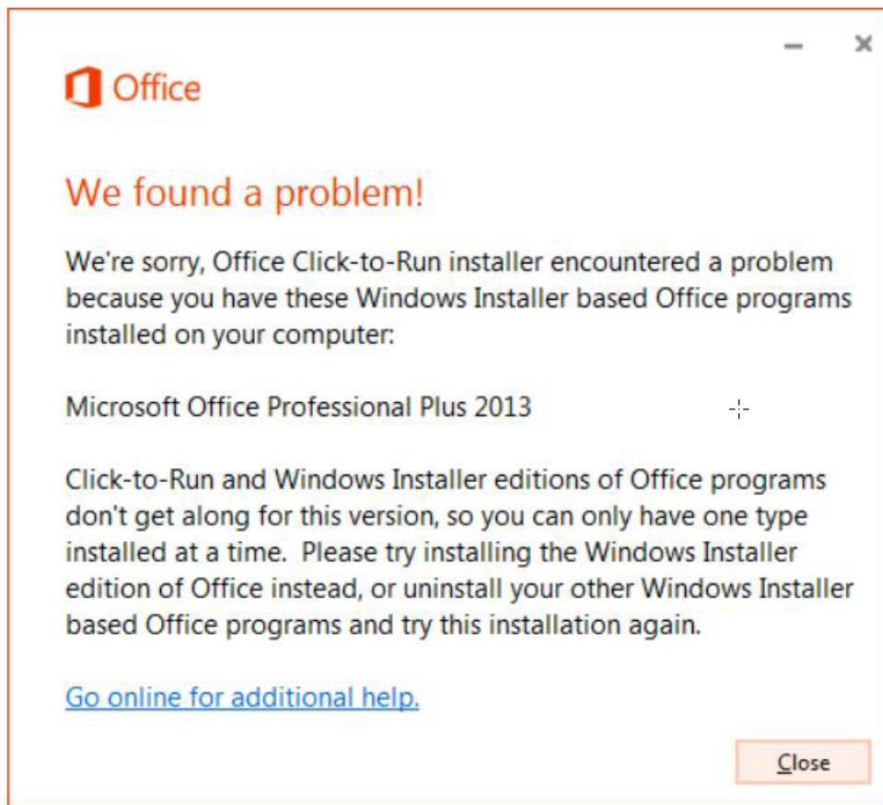 Office
We found a problem!
We're sorry, Office Click-to-Run installer encountered a problem
because you have these Windows Installer based Office programs
installed on your computer:
Microsoft Office Professional Plus 2013
Click-to-Run and Windows Installer editions of Office programs
don't get along for this version, so you can only have one type
installed at a time.  Please try installing the Windows Installer
edition of Office instead, or uninstall your other Windows Installer
based Office programs and try this installation again.
Go online for additional help.
Close